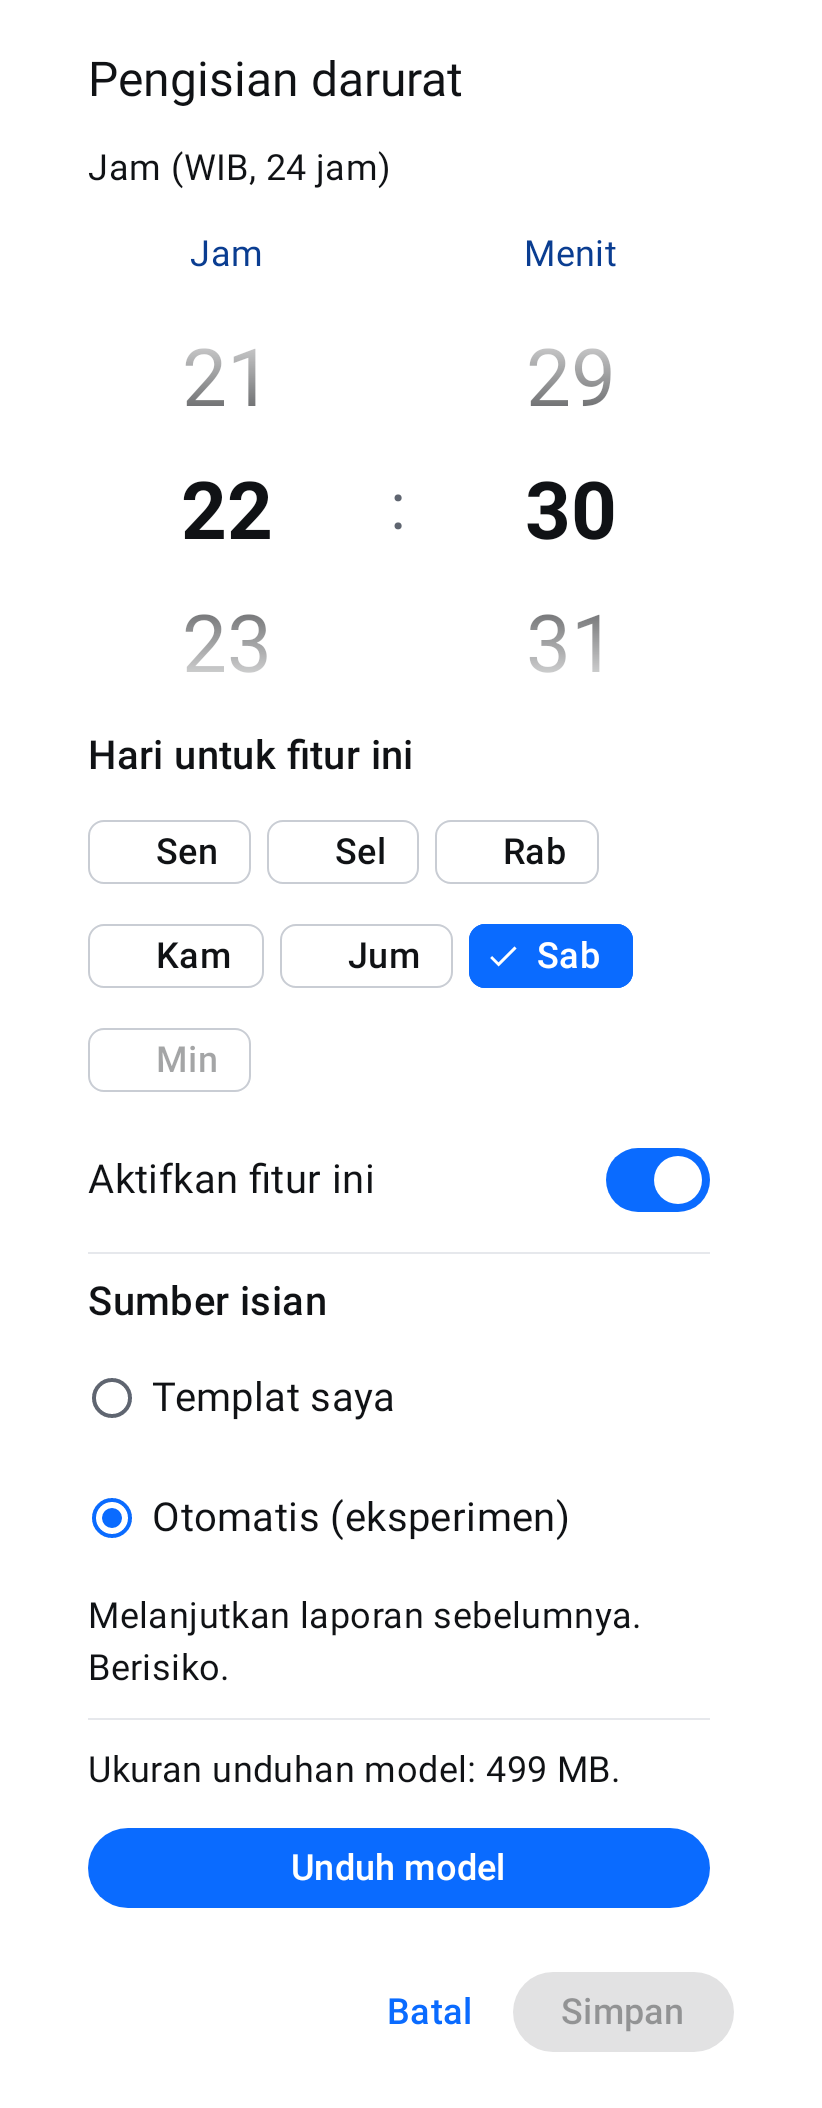 Pengisian darurat
Jam (WIB, 24 jam)
Jam Menit
21 29
22 : 30
23 31
Hari untuk fitur ini
Sen Sel Rab
Kam Jum Sab
Min
Aktifkan fitur ini
Sumber isian
Templat saya
Otomatis (eksperimen)
Melanjutkan laporan sebelumnya.
Berisiko.
Ukuran unduhan model: 499 MB.
Unduh model
Batal Simpan